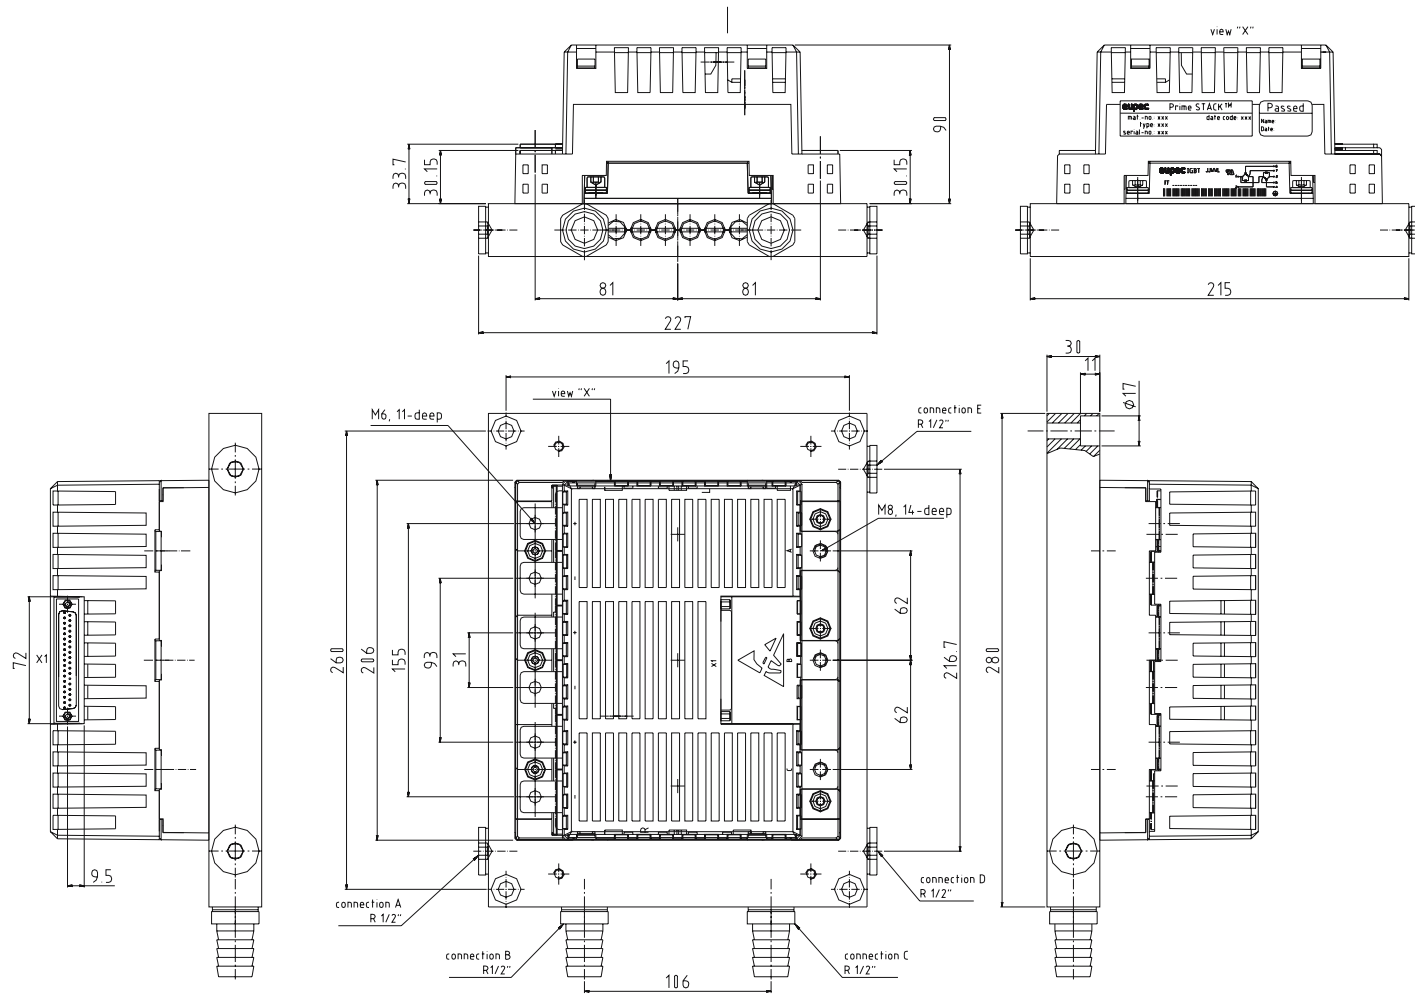 view "X"
eupec Prime STACK™
mat.-no. xxx date code xxx
type: xxx
serial-no.: xxx
Passed
Name
Date
eupec IGBT
IT
33.7
30.15
30.15
90
81
81
227
215
195
view "X"
M6, 11-deep
connection E
R 1/2"
M8, 14-deep
30
11
ϕ17
72
X1
9.5
260
206
155
93
31
+
-
+
-
+
-
A
B
C
X1
R
62
62
216.7
280
connection A
R 1/2"
connection B
R1/2"
connection C
R 1/2"
connection D
R 1/2"
106